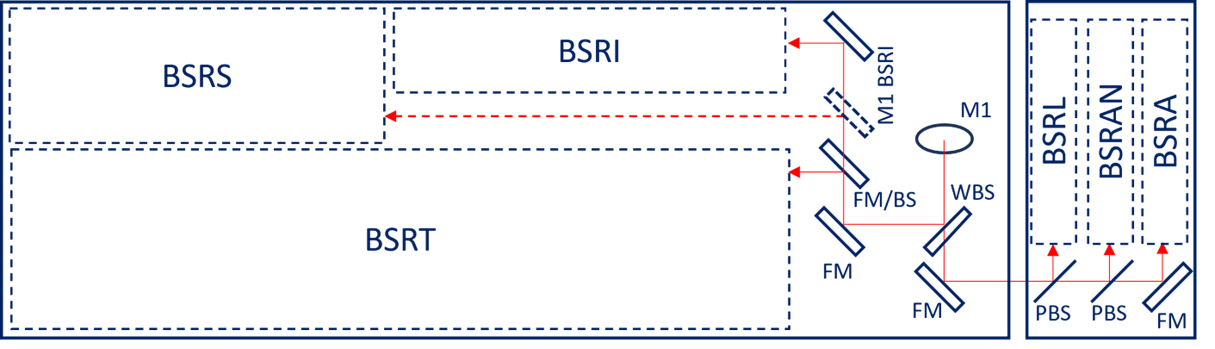 BSRS
BSRI
M1 BSRI
M1
BSRL
BSRAN
BSRA
FM/BS
WBS
BSRT
FM
FM
PBS
PBS
FM